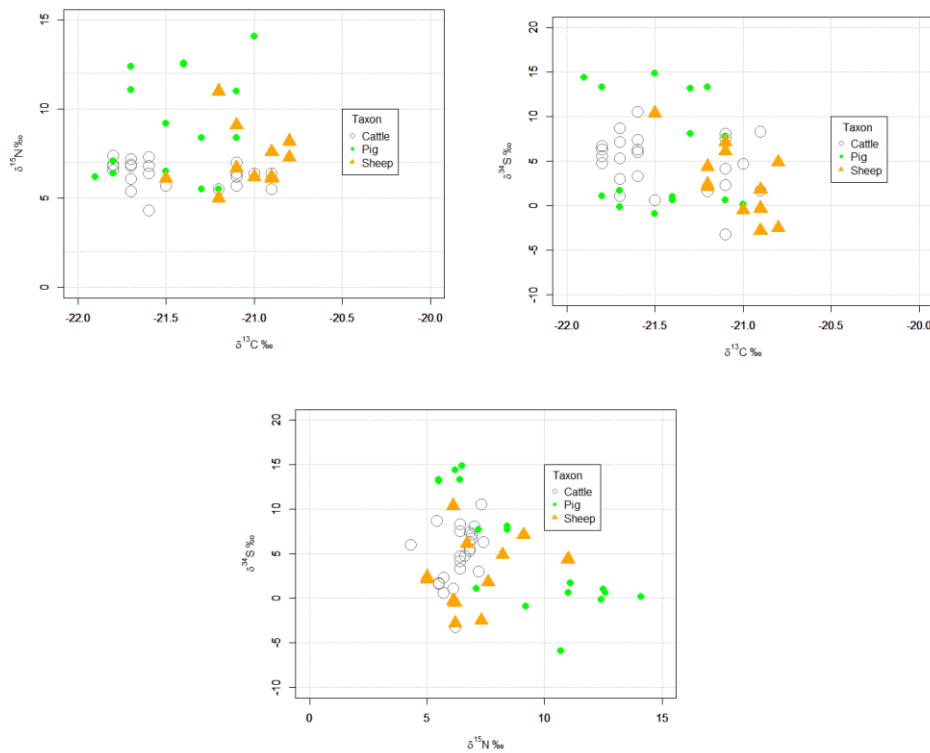 15
10
5
0
δ15N ‰
-22.0 -21.5 -21.0 -20.5 -20.0
δ13C ‰
Taxon
Cattle
Pig
Sheep
20
15
10
5
0
-5
-10
δ34S ‰
-22.0 -21.5 -21.0 -20.5 -20.0
δ13C ‰
Taxon
Cattle
Pig
Sheep
20
15
10
5
0
-5
-10
δ34S ‰
0 5 10 15
δ15N ‰
Taxon
Cattle
Pig
Sheep